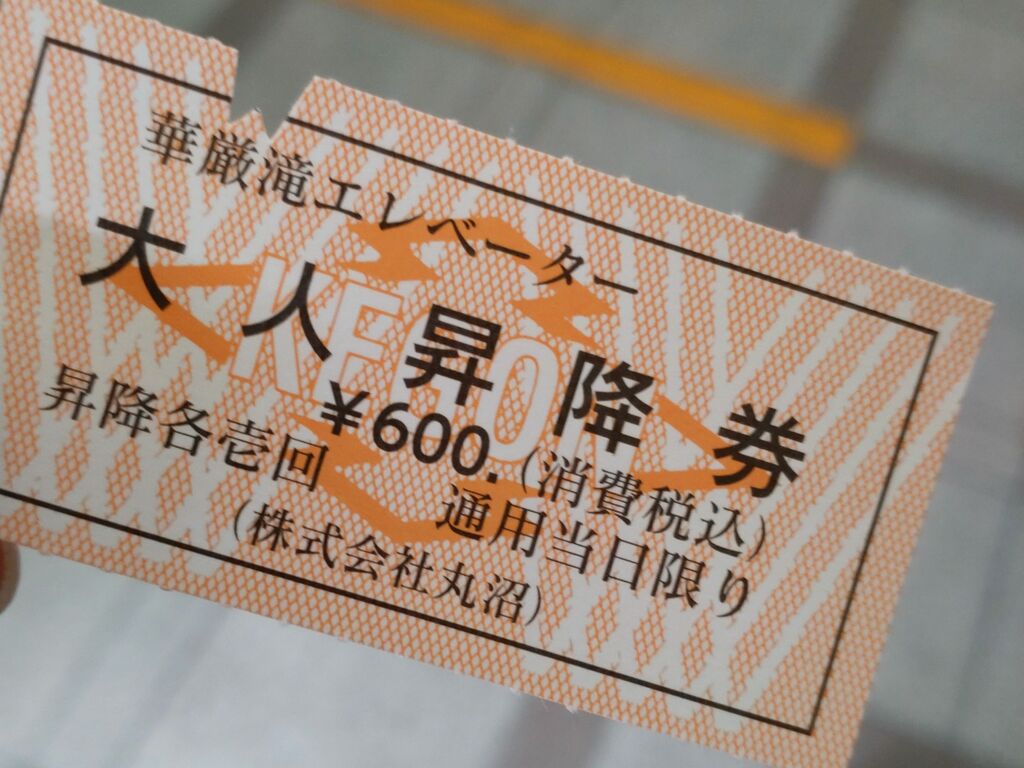 華厳滝エレベーター
大人昇降券
¥600.(消費税込)
昇降各壱回 通用当日限り
(株式会社丸沼)
KEGON